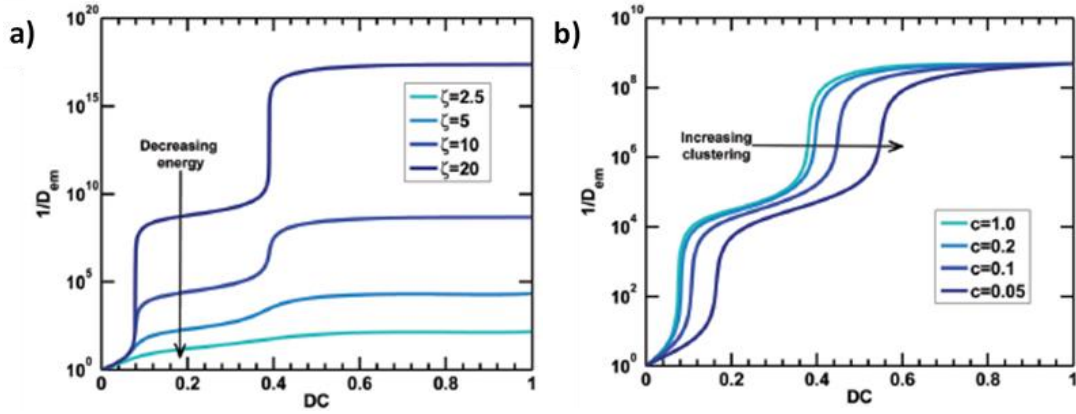 a)
10^20
10^15
10^10
10^5
10^0
1/D_em
Decreasing
energy
ζ=2.5
ζ=5
ζ=10
ζ=20
0
0.2
0.4
0.6
0.8
1
DC
b)
10^10
10^8
10^6
10^4
10^2
10^0
1/D_em
Increasing
clustering
c=1.0
c=0.2
c=0.1
c=0.05
0
0.2
0.4
0.6
0.8
1
DC